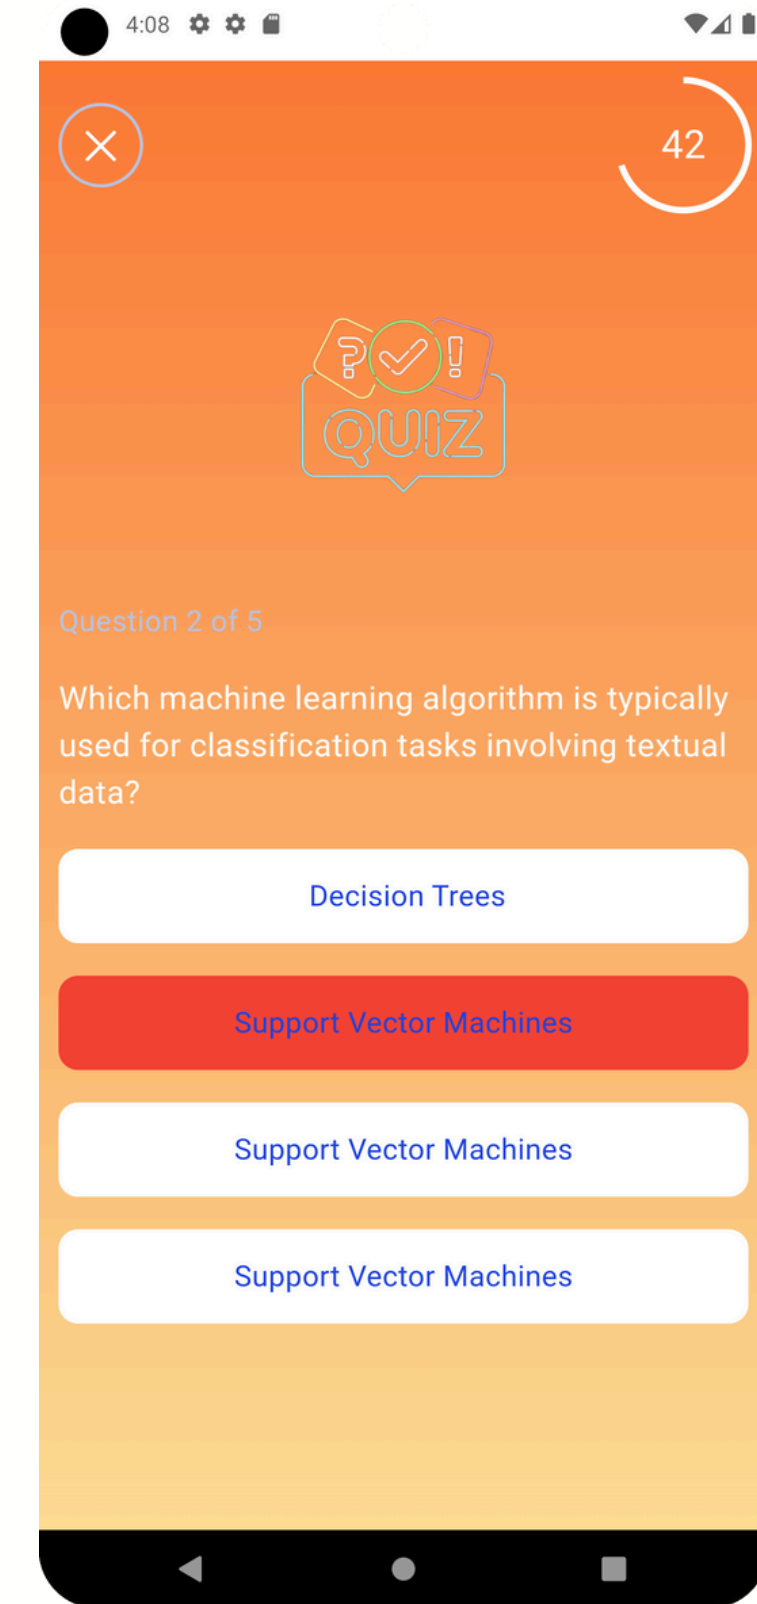 4:08
42
? !
QUIZ
Question 2 of 5
Which machine learning algorithm is typically
used for classification tasks involving textual
data?
Decision Trees
Support Vector Machines
Support Vector Machines
Support Vector Machines